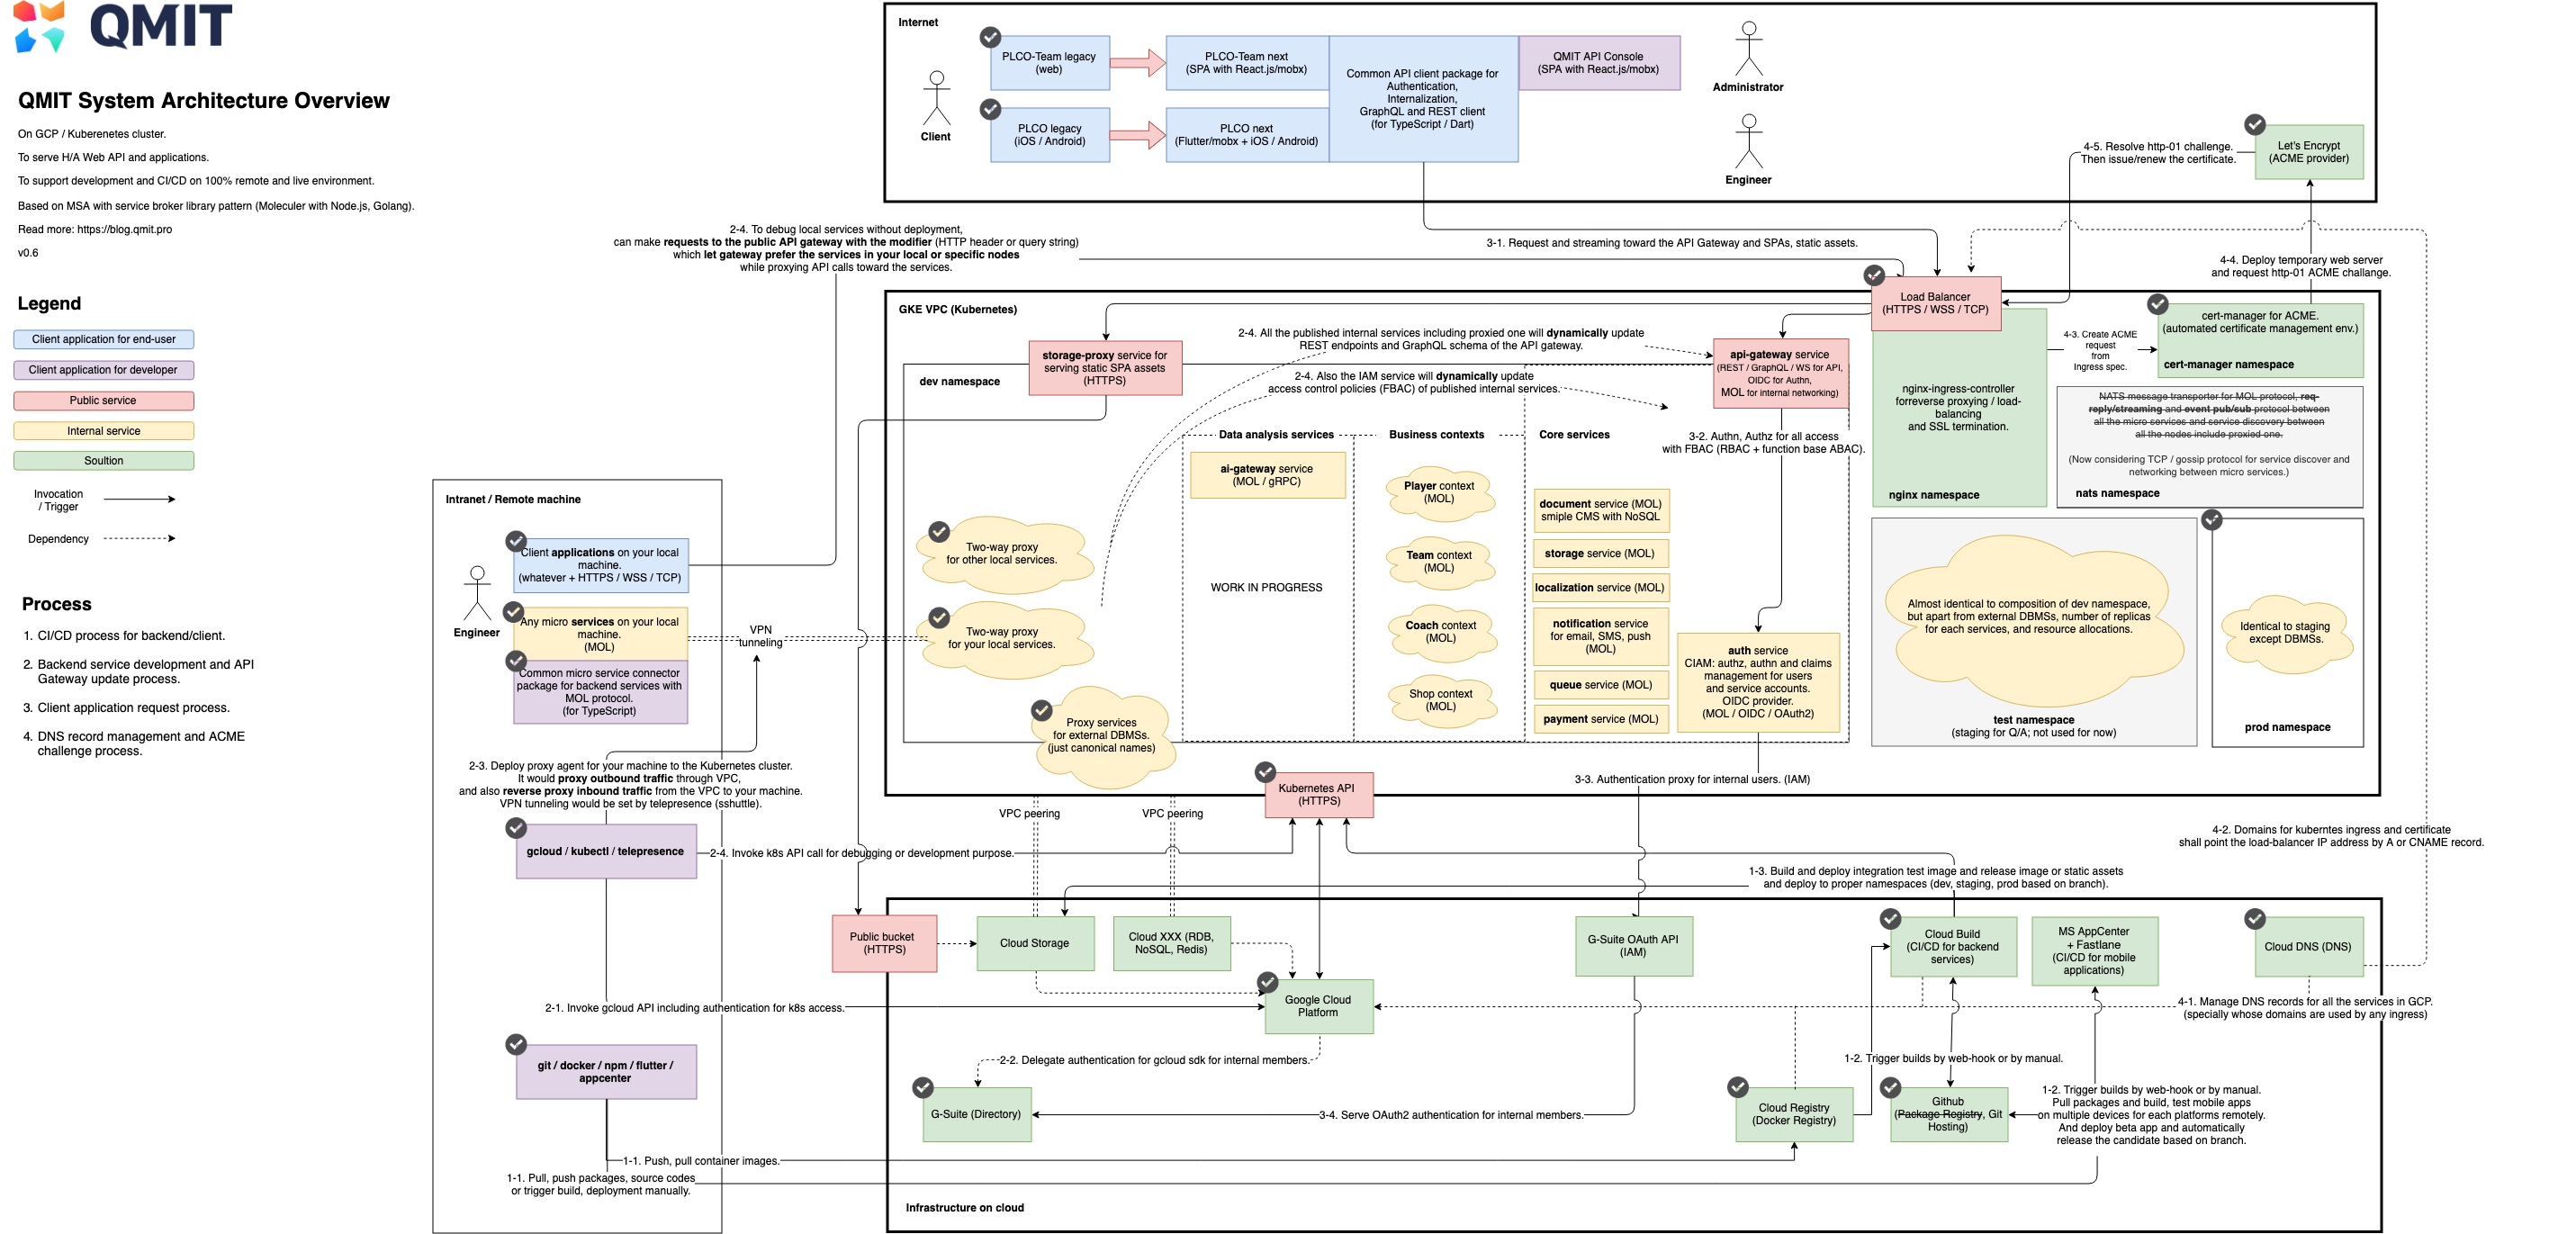 QMIT
QMIT System Architecture Overview
On GCP / Kuberenetes cluster.
To serve H/A Web API and applications.
To support development and CI/CD on 100% remote and live environment.
Based on MSA with service broker library pattern (Moleculer with Node.js, Golang).
Read more: https://blog.qmit.pro
v0.6
Legend
Client application for end-user
Client application for developer
Public service
Internal service
Soultion
Invocation
/ Trigger
Dependency
Process
1. CI/CD process for backend/client.
2. Backend service development and API
Gateway update process.
3. Client application request process.
4. DNS record management and ACME
challenge process.
Internet
Client
PLCO-Team legacy
(web)
PLCO-Team next
(SPA with React.js/mobx)
PLCO legacy
(iOS / Android)
PLCO next
(Flutter/mobx + iOS / Android)
Common API client package for
Authentication,
Internalization,
GraphQL and REST client
(for TypeScript / Dart)
QMIT API Console
(SPA with React.js/mobx)
Administrator
Engineer
Let's Encrypt
(ACME provider)
4-5. Resolve http-01 challenge.
Then issue/renew the certificate.
4-4. Deploy temporary web server
and request http-01 ACME challange.
3-1. Request and streaming toward the API Gateway and SPAs, static assets.
2-4. To debug local services without deployment,
can make requests to the public API gateway with the modifier (HTTP header or query string)
which let gateway prefer the services in your local or specific nodes
while proxying API calls toward the services.
GKE VPC (Kubernetes)
Load Balancer
(HTTPS / WSS / TCP)
storage-proxy service for
serving static SPA assets
(HTTPS)
dev namespace
2-4. All the published internal services including proxied one will dynamically update
REST endpoints and GraphQL schema of the API gateway.
2-4. Also the IAM service will dynamically update
access control policies (FBAC) of published internal services.
api-gateway service
(REST / GraphQL / WS for API,
OIDC for Authn,
MOL for internal networking)
3-2. Authn, Authz for all access
with FBAC (RBAC + function base ABAC).
nginx-ingress-controller
forreverse proxying / load-
balancing
and SSL termination.
nginx namespace
4-3. Create ACME
request
from
Ingress spec.
cert-manager for ACME.
(automated certificate management env.)
cert-manager namespace
NATS message transporter for MOL protocol, req-
reply/streaming and event pub/sub protocol between
all the micro services and service discovery between
all the nodes include proxied one.
(Now considering TCP / gossip protocol for service discover and
networking between micro services.)
nats namespace
Data analysis services
ai-gateway service
(MOL / gRPC)
WORK IN PROGRESS
Business contexts
Player context
(MOL)
Team context
(MOL)
Coach context
(MOL)
Shop context
(MOL)
Core services
document service (MOL)
smiple CMS with NoSQL
storage service (MOL)
localization service (MOL)
notification service
for email, SMS, push
(MOL)
queue service (MOL)
payment service (MOL)
auth service
CIAM: authz, authn and claims
management for users
and service accounts.
OIDC provider.
(MOL / OIDC / OAuth2)
Two-way proxy
for other local services.
Two-way proxy
for your local services.
Proxy services
for external DBMSs.
(just canonical names)
Almost identical to composition of dev namespace,
but apart from external DBMSs, number of replicas
for each services, and resource allocations.
test namespace
(staging for Q/A; not used for now)
Identical to staging
except DBMSs.
prod namespace
Intranet / Remote machine
Engineer
Client applications on your local
machine.
(whatever + HTTPS / WSS / TCP)
Any micro services on your local
machine.
(MOL)
Common micro service connector
package for backend services with
MOL protocol.
(for TypeScript)
VPN
tunneling
2-3. Deploy proxy agent for your machine to the Kubernetes cluster.
It would proxy outbound traffic through VPC,
and also reverse proxy inbound traffic from the VPC to your machine.
VPN tunneling would be set by telepresence (sshuttle).
gcloud / kubectl / telepresence
2-4. Invoke k8s API call for debugging or development purpose.
VPC peering
VPC peering
Kubernetes API
(HTTPS)
3-3. Authentication proxy for internal users. (IAM)
4-2. Domains for kuberntes ingress and certificate
shall point the load-balancer IP address by A or CNAME record.
1-3. Build and deploy integration test image and release image or static assets
and deploy to proper namespaces (dev, staging, prod based on branch).
Public bucket
(HTTPS)
Cloud Storage
Cloud XXX (RDB,
NoSQL, Redis)
G-Suite OAuth API
(IAM)
Cloud Build
(CI/CD for backend
services)
MS AppCenter
+ Fastlane
(CI/CD for mobile
applications)
Cloud DNS (DNS)
2-1. Invoke gcloud API including authentication for k8s access.
Google Cloud
Platform
4-1. Manage DNS records for all the services in GCP.
(specially whose domains are used by any ingress)
2-2. Delegate authentication for gcloud sdk for internal members.
1-2. Trigger builds by web-hook or by manual.
git / docker / npm / flutter /
appcenter
G-Suite (Directory)
3-4. Serve OAuth2 authentication for internal members.
Cloud Registry
(Docker Registry)
Github
(Package Registry, Git
Hosting)
1-2. Trigger builds by web-hook or by manual.
Pull packages and build, test mobile apps
on multiple devices for each platforms remotely.
And deploy beta app and automatically
release the candidate based on branch.
1-1. Push, pull container images.
1-1. Pull, push packages, source codes
or trigger build, deployment manually.
Infrastructure on cloud